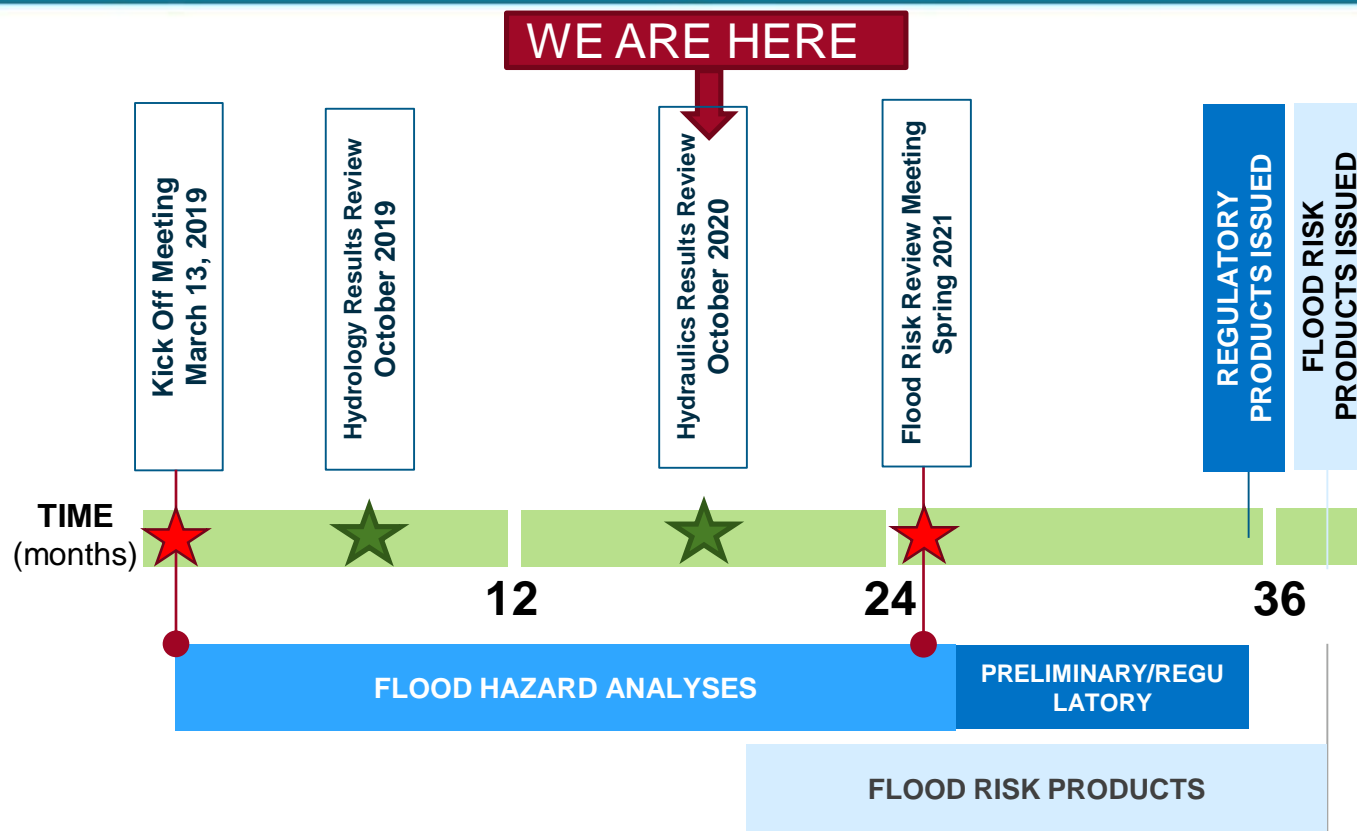 WE ARE HERE
Kick Off Meeting
March 13, 2019
Hydrology Results Review
October 2019
Hydraulics Results Review
October 2020
Flood Risk Review Meeting
Spring 2021
REGULATORY
PRODUCTS ISSUED
FLOOD RISK
PRODUCTS ISSUED
TIME
(months)
12
24
36
FLOOD HAZARD ANALYSES
PRELIMINARY/REGU
LATORY
FLOOD RISK PRODUCTS